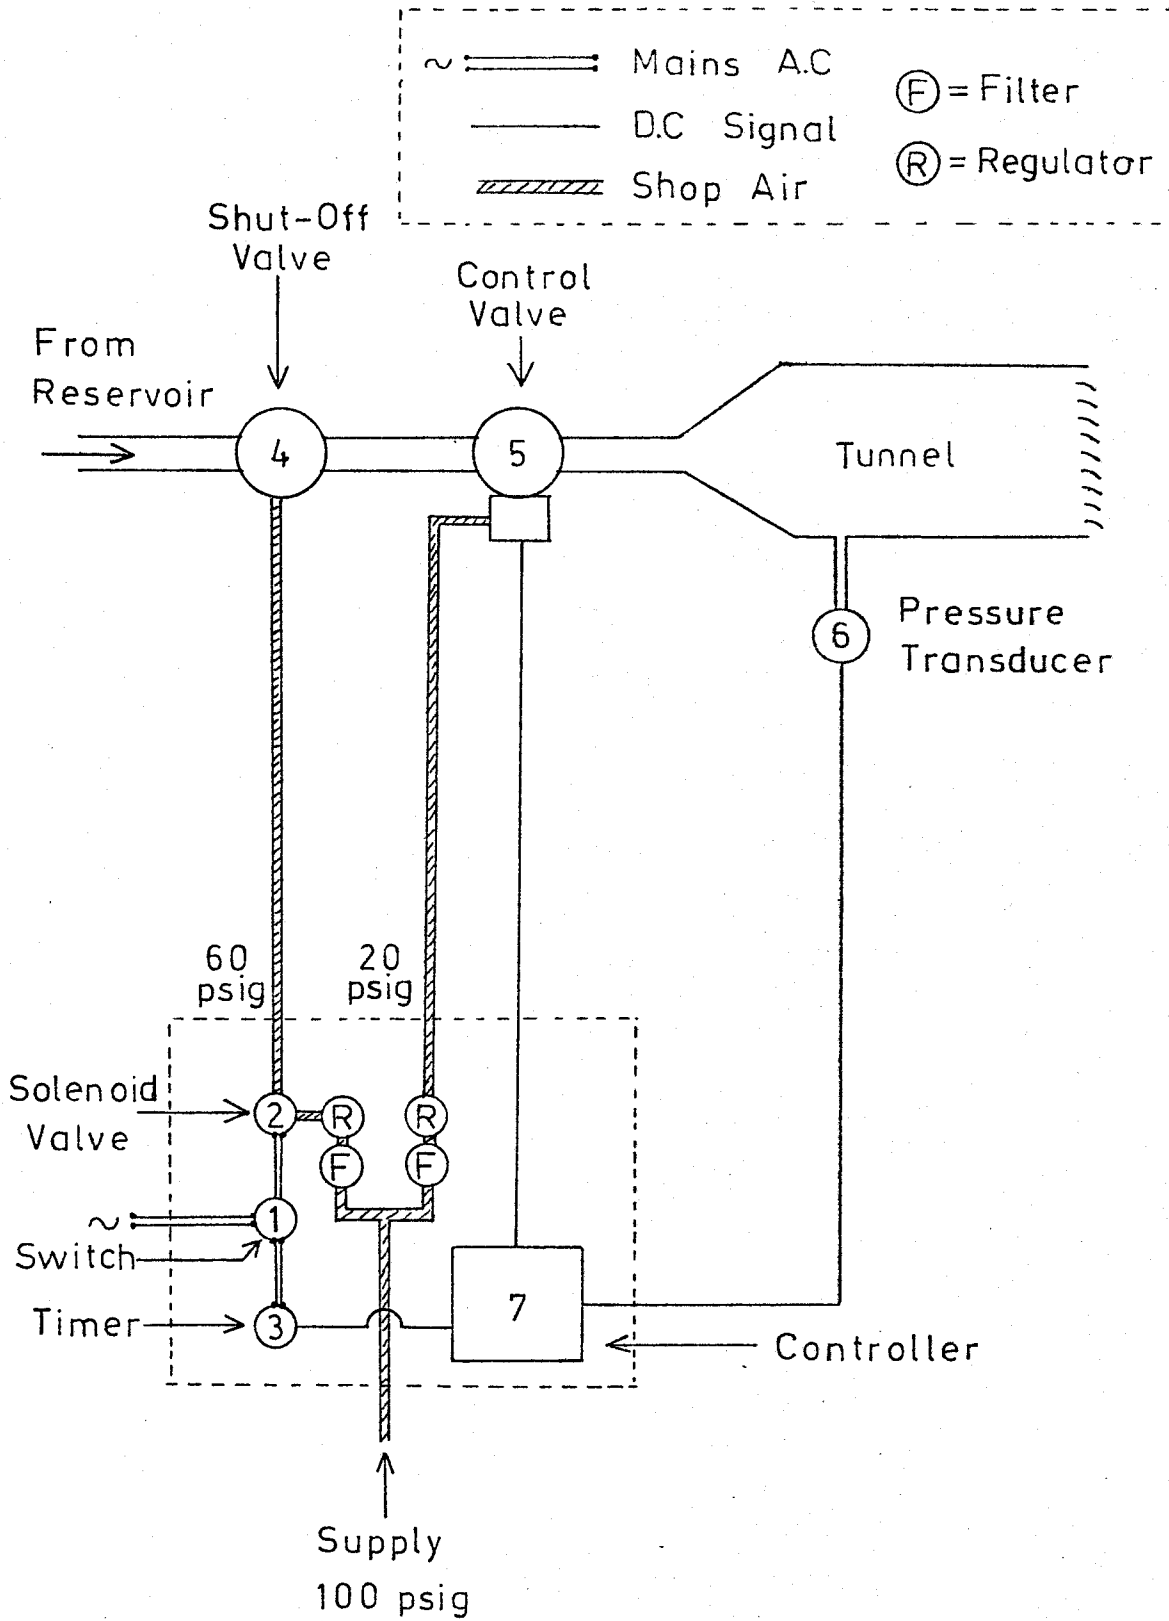 ~ Mains A.C
D.C Signal
Shop Air
F = Filter
R = Regulator
Shut-Off
Valve
Control
Valve
From
Reservoir
4
5
Tunnel
6
Pressure
Transducer
60
psig
20
psig
Solenoid
Valve
2
R
R
F
F
~
1
Switch
Timer
3
7
Controller
Supply
100 psig